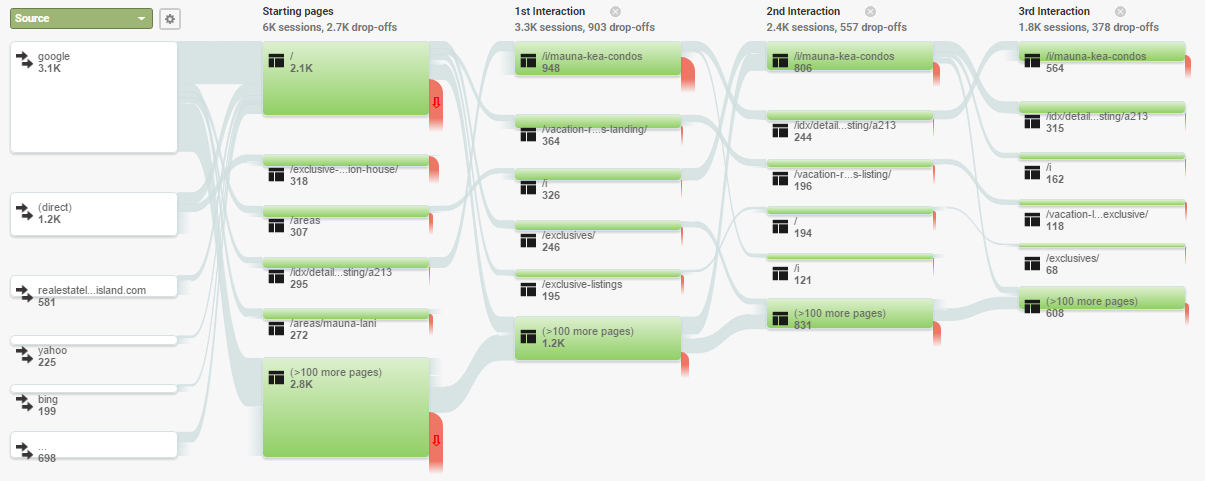 Source
google
3.1K
(direct)
1.2K
realestatel...island.com
581
yahoo
225
bing
199
...
698
Starting pages
6K sessions, 2.7K drop-offs
/
2.1K
/exclusive-...ion-house/
318
/areas
307
/idx/detail...sting/a213
295
/areas/mauna-lani
272
(>100 more pages)
2.8K
1st Interaction
3.3K sessions, 903 drop-offs
/i/mauna-kea-condos
948
/vacation-r...s-landing/
364
/i
326
/exclusives/
246
/exclusive-listings
195
(>100 more pages)
1.2K
2nd Interaction
2.4K sessions, 557 drop-offs
/i/mauna-kea-condos
806
/idx/detail...sting/a213
244
/vacation-r...s-listing/
196
/
194
/i
121
(>100 more pages)
831
3rd Interaction
1.8K sessions, 378 drop-offs
/i/mauna-kea-condos
564
/idx/detail...sting/a213
315
/i
162
/vacation-l...exclusive/
118
/exclusives/
68
(>100 more pages)
608